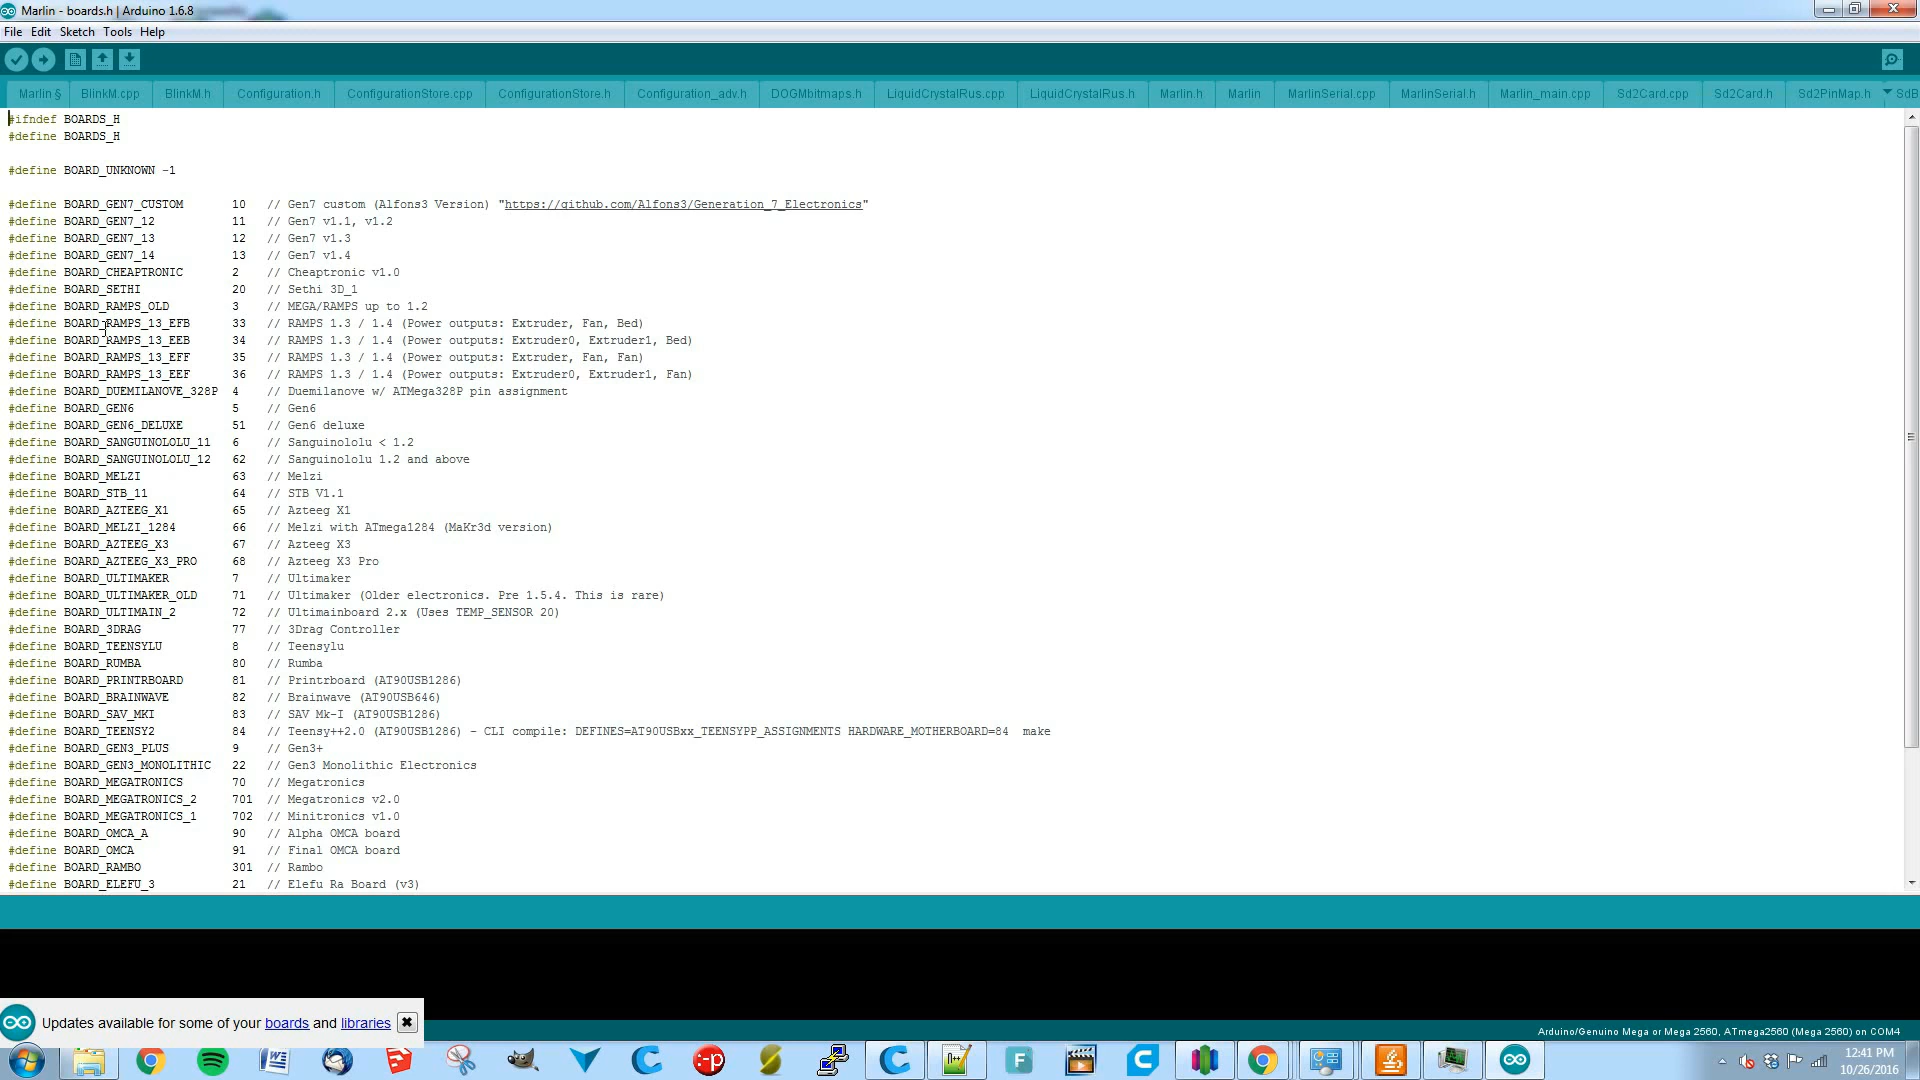 Marlin - boards.h | Arduino 1.6.8
File Edit Sketch Tools Help
Marlin § BlinkM.cpp BlinkM.h Configuration.h ConfigurationStore.cpp ConfigurationStore.h Configuration_adv.h DOGMbitmaps.h LiquidCrystalRus.cpp LiquidCrystalRus.h Marlin.h Marlin MarlinSerial.cpp MarlinSerial.h Marlin_main.cpp Sd2Card.cpp Sd2Card.h Sd2PinMap.h SdB
#ifndef BOARDS_H
#define BOARDS_H
#define BOARD_UNKNOWN -1
#define BOARD_GEN7_CUSTOM 10 // Gen7 custom (Alfons3 Version) "https://github.com/Alfons3/Generation_7_Electronics"
#define BOARD_GEN7_12 11 // Gen7 v1.1, v1.2
#define BOARD_GEN7_13 12 // Gen7 v1.3
#define BOARD_GEN7_14 13 // Gen7 v1.4
#define BOARD_CHEAPTRONIC 2 // Cheaptronic v1.0
#define BOARD_SETHI 20 // Sethi 3D_1
#define BOARD_RAMPS_OLD 3 // MEGA/RAMPS up to 1.2
#define BOARD_RAMPS_13_EFB 33 // RAMPS 1.3 / 1.4 (Power outputs: Extruder, Fan, Bed)
#define BOARD_RAMPS_13_EEB 34 // RAMPS 1.3 / 1.4 (Power outputs: Extruder0, Extruder1, Bed)
#define BOARD_RAMPS_13_EFF 35 // RAMPS 1.3 / 1.4 (Power outputs: Extruder, Fan, Fan)
#define BOARD_RAMPS_13_EEF 36 // RAMPS 1.3 / 1.4 (Power outputs: Extruder0, Extruder1, Fan)
#define BOARD_DUEMILANOVE_328P 4 // Duemilanove w/ ATMega328P pin assignment
#define BOARD_GEN6 5 // Gen6
#define BOARD_GEN6_DELUXE 51 // Gen6 deluxe
#define BOARD_SANGUINOLOLU_11 6 // Sanguinololu < 1.2
#define BOARD_SANGUINOLOLU_12 62 // Sanguinololu 1.2 and above
#define BOARD_MELZI 63 // Melzi
#define BOARD_STB_11 64 // STB V1.1
#define BOARD_AZTEEG_X1 65 // Azteeg X1
#define BOARD_MELZI_1284 66 // Melzi with ATmega1284 (MaKr3d version)
#define BOARD_AZTEEG_X3 67 // Azteeg X3
#define BOARD_AZTEEG_X3_PRO 68 // Azteeg X3 Pro
#define BOARD_ULTIMAKER 7 // Ultimaker
#define BOARD_ULTIMAKER_OLD 71 // Ultimaker (Older electronics. Pre 1.5.4. This is rare)
#define BOARD_ULTIMAIN_2 72 // Ultimainboard 2.x (Uses TEMP_SENSOR 20)
#define BOARD_3DRAG 77 // 3Drag Controller
#define BOARD_TEENSYLU 8 // Teensylu
#define BOARD_RUMBA 80 // Rumba
#define BOARD_PRINTRBOARD 81 // Printrboard (AT90USB1286)
#define BOARD_BRAINWAVE 82 // Brainwave (AT90USB646)
#define BOARD_SAV_MKI 83 // SAV Mk-I (AT90USB1286)
#define BOARD_TEENSY2 84 // Teensy++2.0 (AT90USB1286) - CLI compile: DEFINES=AT90USBxx_TEENSYPP_ASSIGNMENTS HARDWARE_MOTHERBOARD=84 make
#define BOARD_GEN3_PLUS 9 // Gen3+
#define BOARD_GEN3_MONOLITHIC 22 // Gen3 Monolithic Electronics
#define BOARD_MEGATRONICS 70 // Megatronics
#define BOARD_MEGATRONICS_2 701 // Megatronics v2.0
#define BOARD_MEGATRONICS_1 702 // Minitronics v1.0
#define BOARD_OMCA_A 90 // Alpha OMCA board
#define BOARD_OMCA 91 // Final OMCA board
#define BOARD_RAMBO 301 // Rambo
#define BOARD_ELEFU_3 21 // Elefu Ra Board (v3)
Updates available for some of your boards and libraries
Arduino/Genuino Mega or Mega 2560, ATmega2560 (Mega 2560) on COM4
12:41 PM
10/26/2016